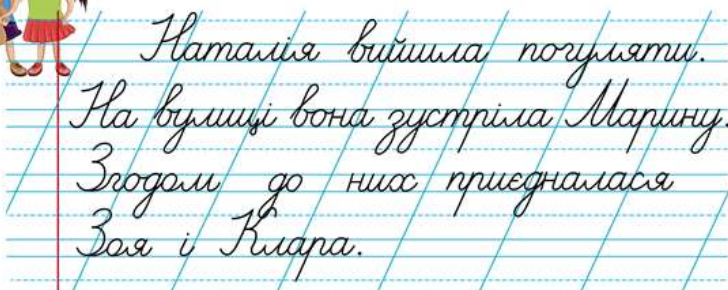 Наталія вийшла погуляти.
На вулиці вона зустріла Марину.
Згодом до них приєдналася
Зоя і Клара.